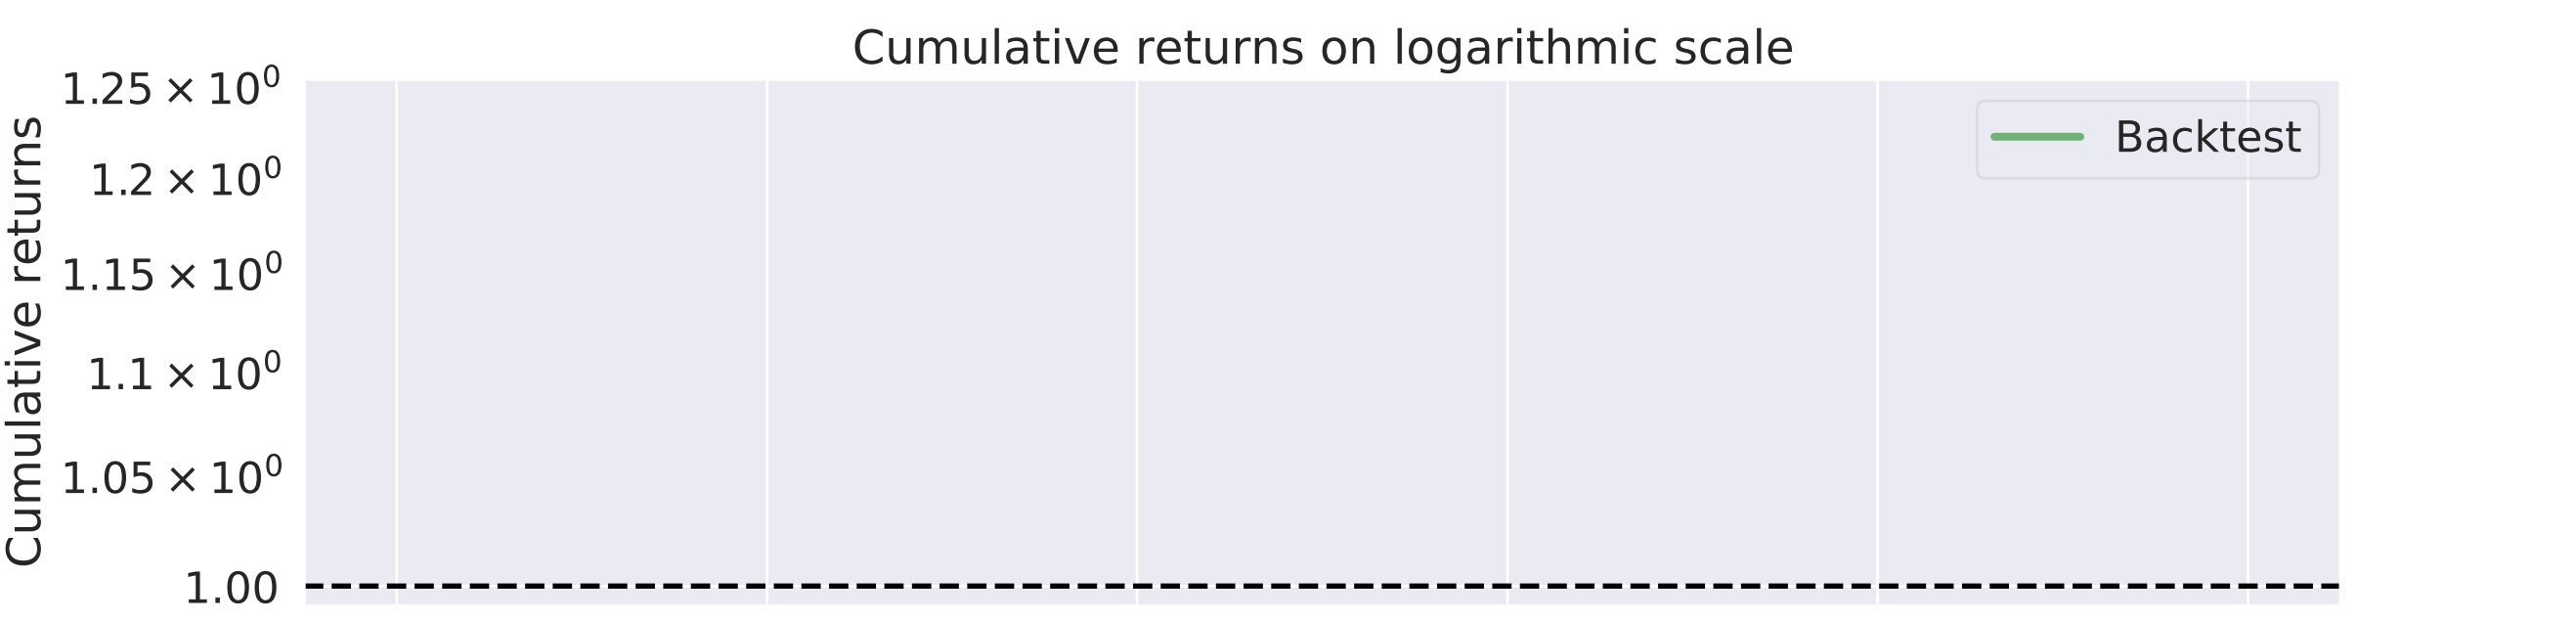 Cumulative returns on logarithmic scale
Cumulative returns
1.25 × 10⁰
1.2 × 10⁰
1.15 × 10⁰
1.1 × 10⁰
1.05 × 10⁰
1.00
Backtest